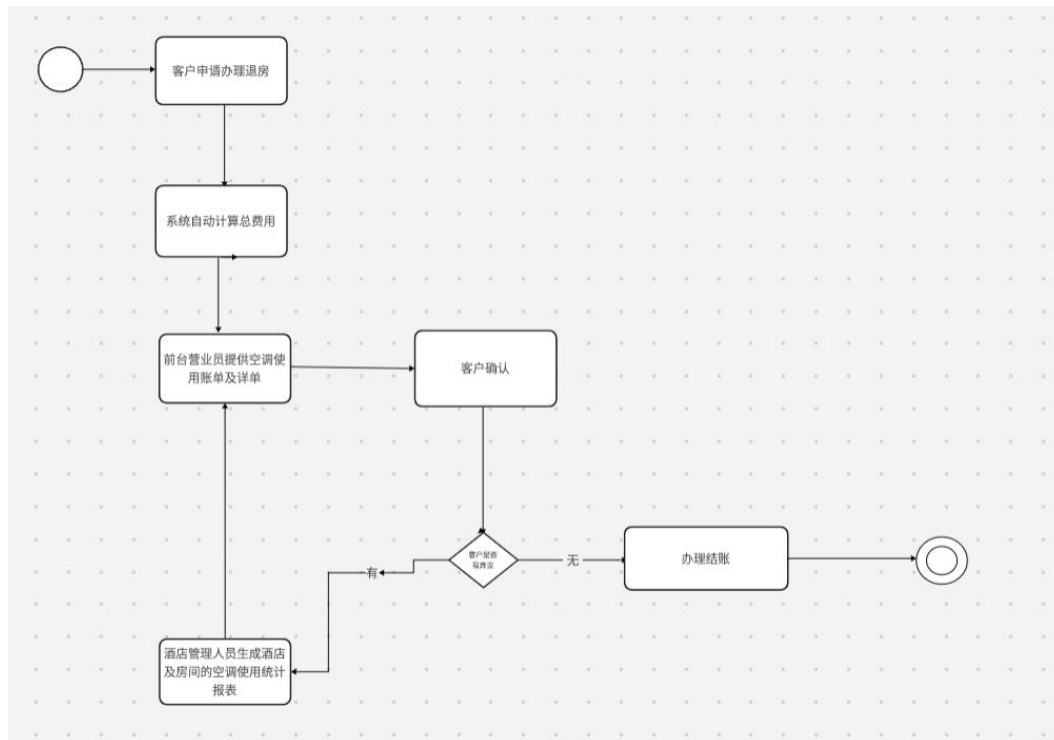 客户申请办理退房
系统自动计算总费用
前台营业员提供空调使
用账单及详单
客户确认
客户是否
有异议
无
办理结账
有
酒店管理人员生成酒店
及房间的空调使用统计
报表